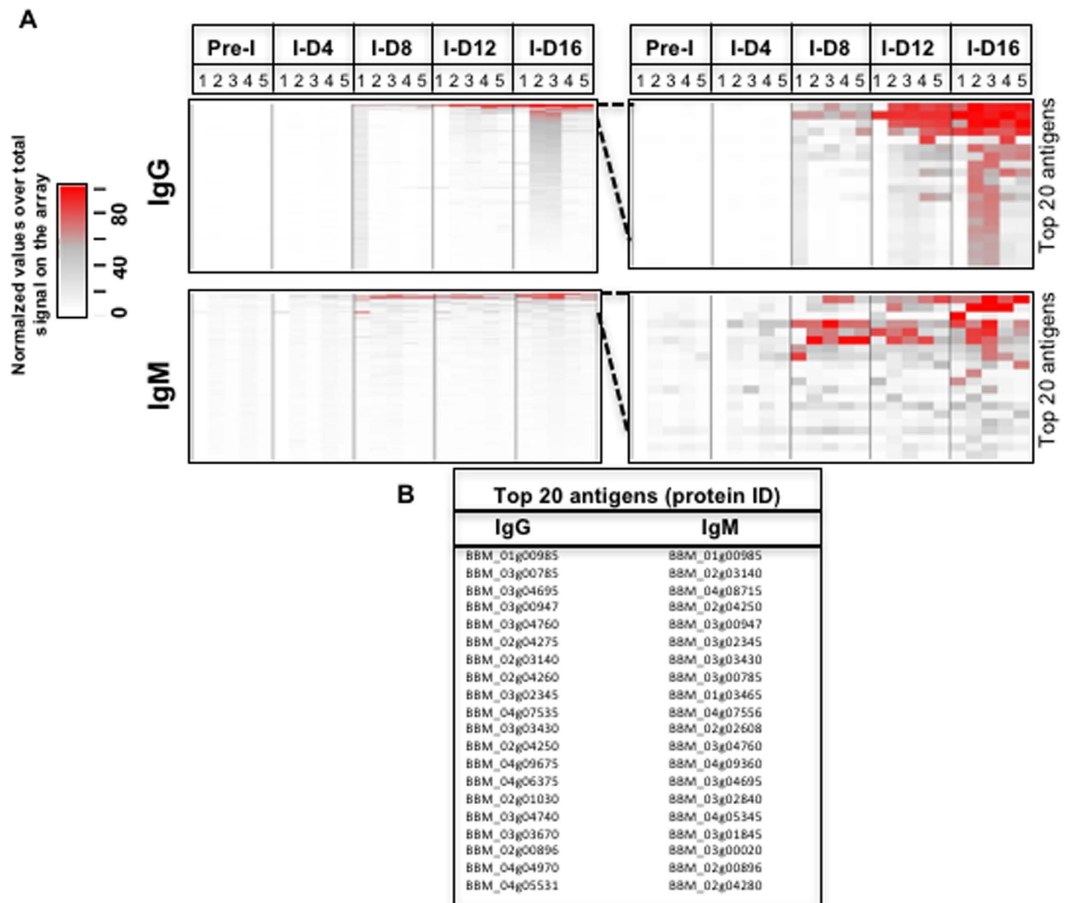 A
Pre-I I-D4 I-D8 I-D12 I-D16 Pre-I I-D4 I-D8 I-D12 I-D16
1 2 3 4 5 1 2 3 4 5 1 2 3 4 5 1 2 3 4 5 1 2 3 4 5 1 2 3 4 5 1 2 3 4 5 1 2 3 4 5 1 2 3 4 5 1 2 3 4 5
Normalzed values over total
signal on the array
80
40
0
IgG
Top 20 antigens
IgM
Top 20 antigens
B
Top 20 antigens (protein ID)
IgG IgM
BBM_01g00985 BBM_01g00985
BBM_03g00785 BBM_02g03140
BBM_03g04695 BBM_04g08715
BBM_03g00947 BBM_02g04250
BBM_03g04760 BBM_03g00947
BBM_02g04275 BBM_03g02345
BBM_02g03140 BBM_03g03430
BBM_02g04260 BBM_03g00785
BBM_03g02345 BBM_01g03465
BBM_04g07535 BBM_04g07556
BBM_03g03430 BBM_02g02608
BBM_02g04250 BBM_03g04760
BBM_04g09675 BBM_04g09360
BBM_04g06375 BBM_03g04695
BBM_02g01030 BBM_03g02840
BBM_03g04740 BBM_04g05345
BBM_03g03670 BBM_03g01845
BBM_02g00896 BBM_03g00020
BBM_04g04970 BBM_02g00896
BBM_04g05531 BBM_02g04280